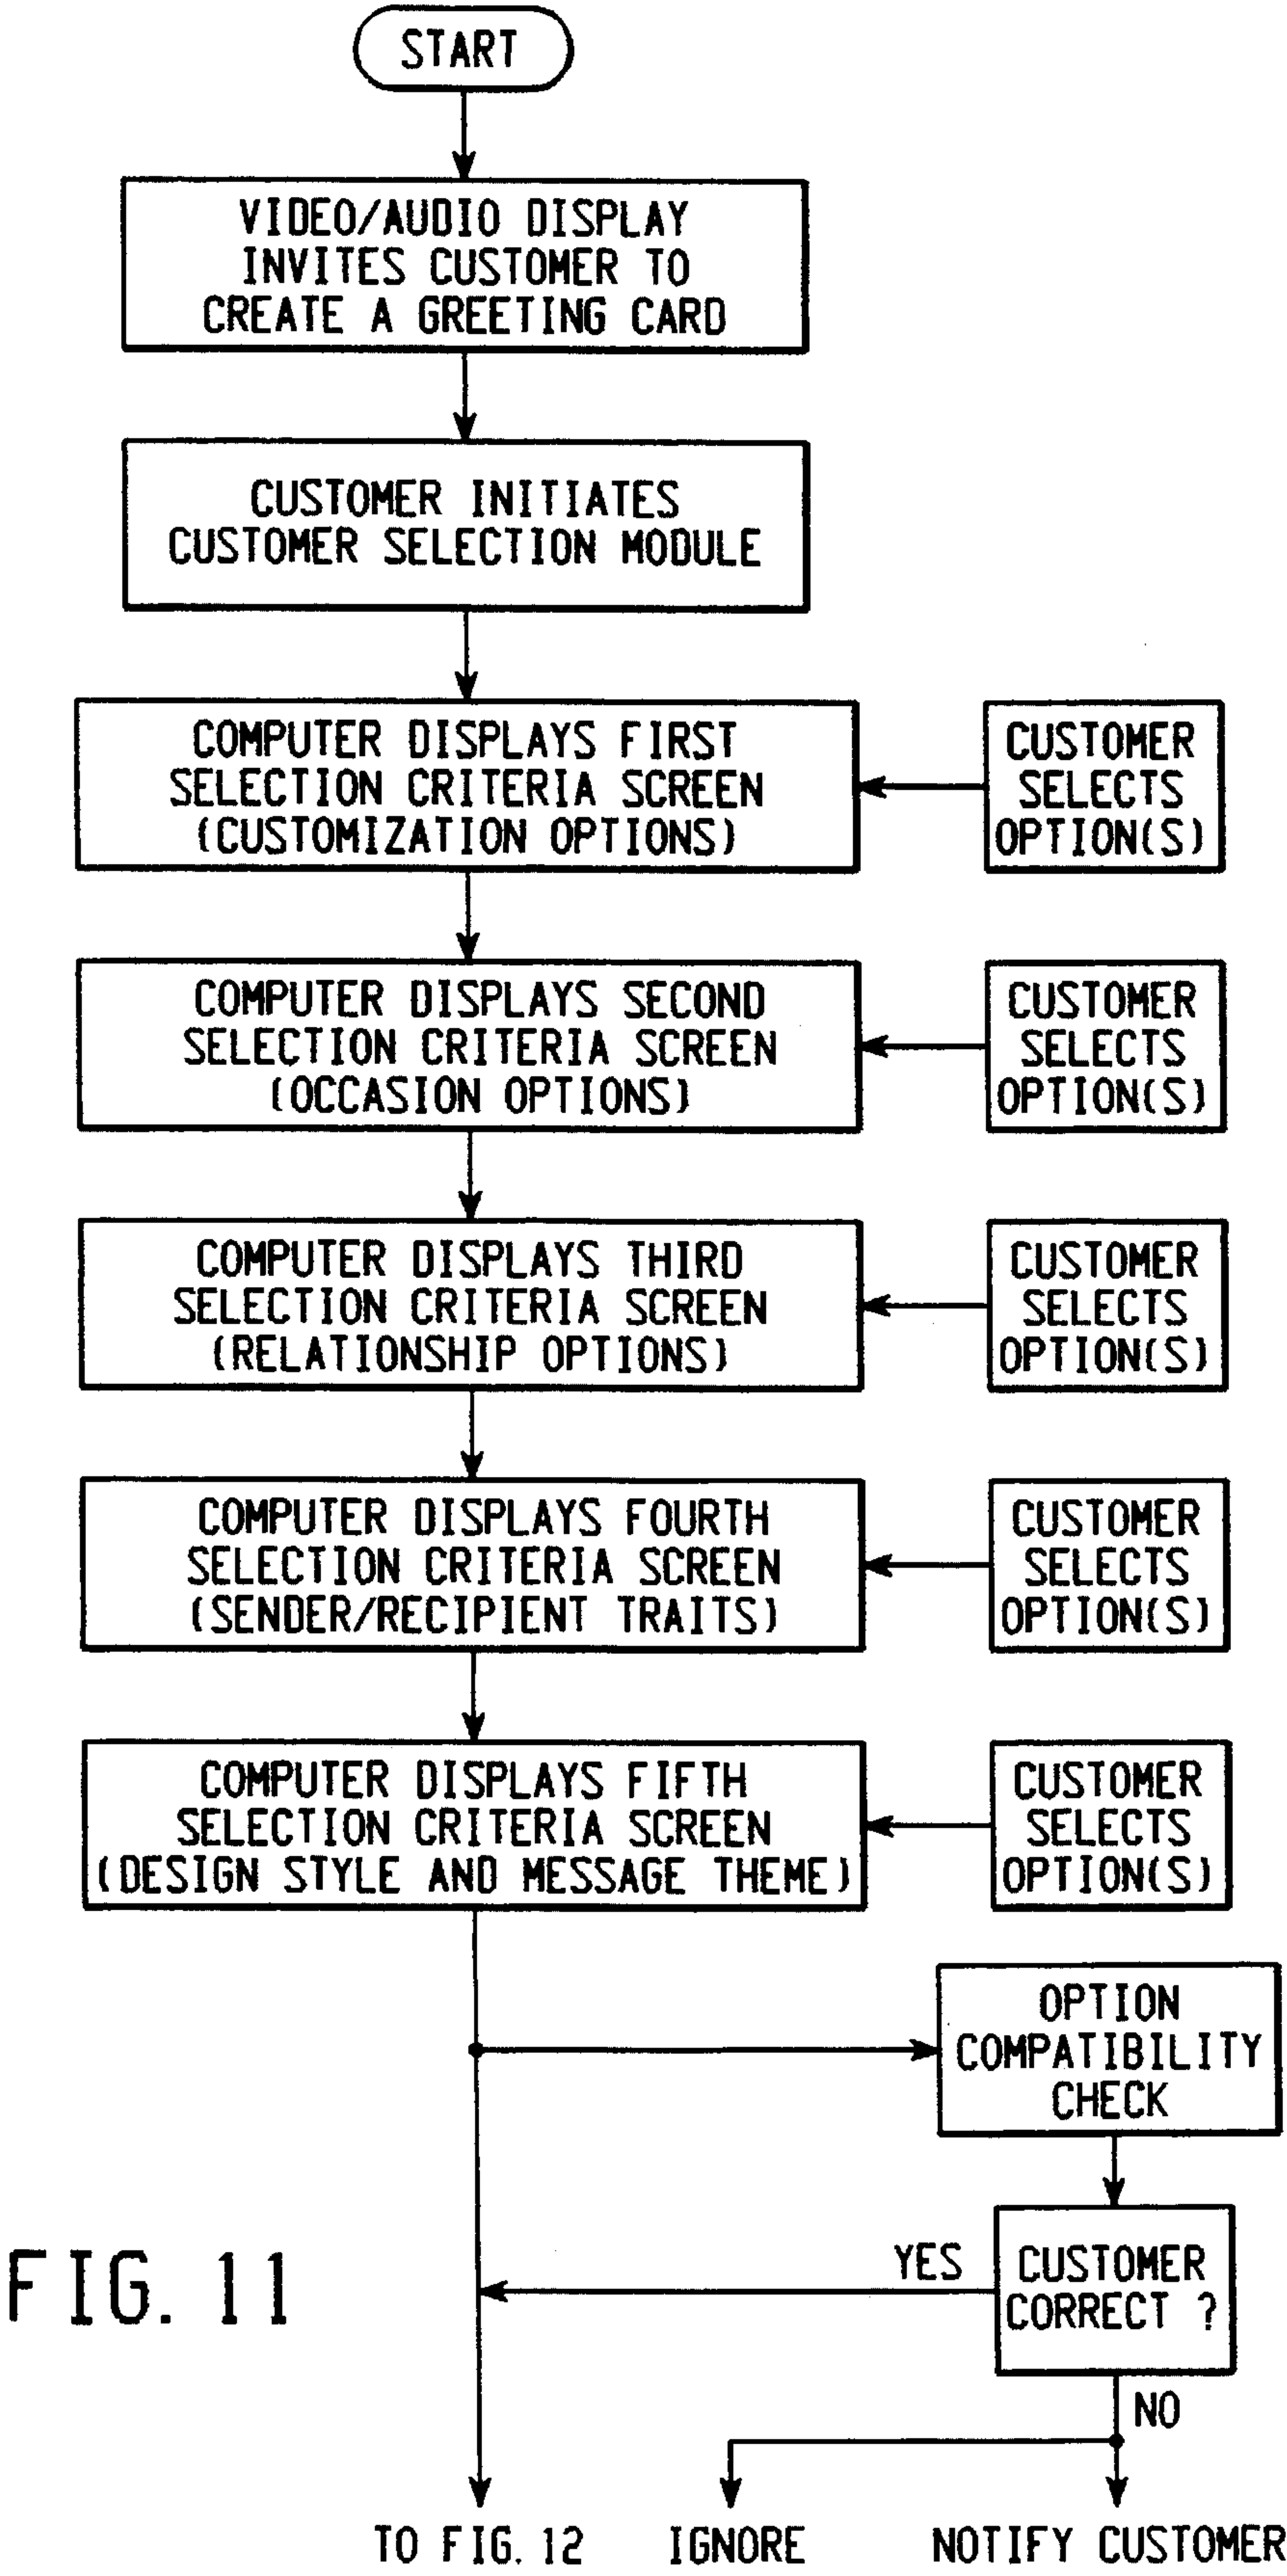 START
VIDEO/AUDIO DISPLAY
INVITES CUSTOMER TO
CREATE A GREETING CARD
CUSTOMER INITIATES
CUSTOMER SELECTION MODULE
COMPUTER DISPLAYS FIRST
SELECTION CRITERIA SCREEN
(CUSTOMIZATION OPTIONS)
CUSTOMER
SELECTS
OPTION(S)
COMPUTER DISPLAYS SECOND
SELECTION CRITERIA SCREEN
(OCCASION OPTIONS)
CUSTOMER
SELECTS
OPTION(S)
COMPUTER DISPLAYS THIRD
SELECTION CRITERIA SCREEN
(RELATIONSHIP OPTIONS)
CUSTOMER
SELECTS
OPTION(S)
COMPUTER DISPLAYS FOURTH
SELECTION CRITERIA SCREEN
(SENDER/RECIPIENT TRAITS)
CUSTOMER
SELECTS
OPTION(S)
COMPUTER DISPLAYS FIFTH
SELECTION CRITERIA SCREEN
(DESIGN STYLE AND MESSAGE THEME)
CUSTOMER
SELECTS
OPTION(S)
OPTION
COMPATIBILITY
CHECK
YES
CUSTOMER
CORRECT ?
FIG. 11
NO
TO FIG. 12
IGNORE
NOTIFY CUSTOMER